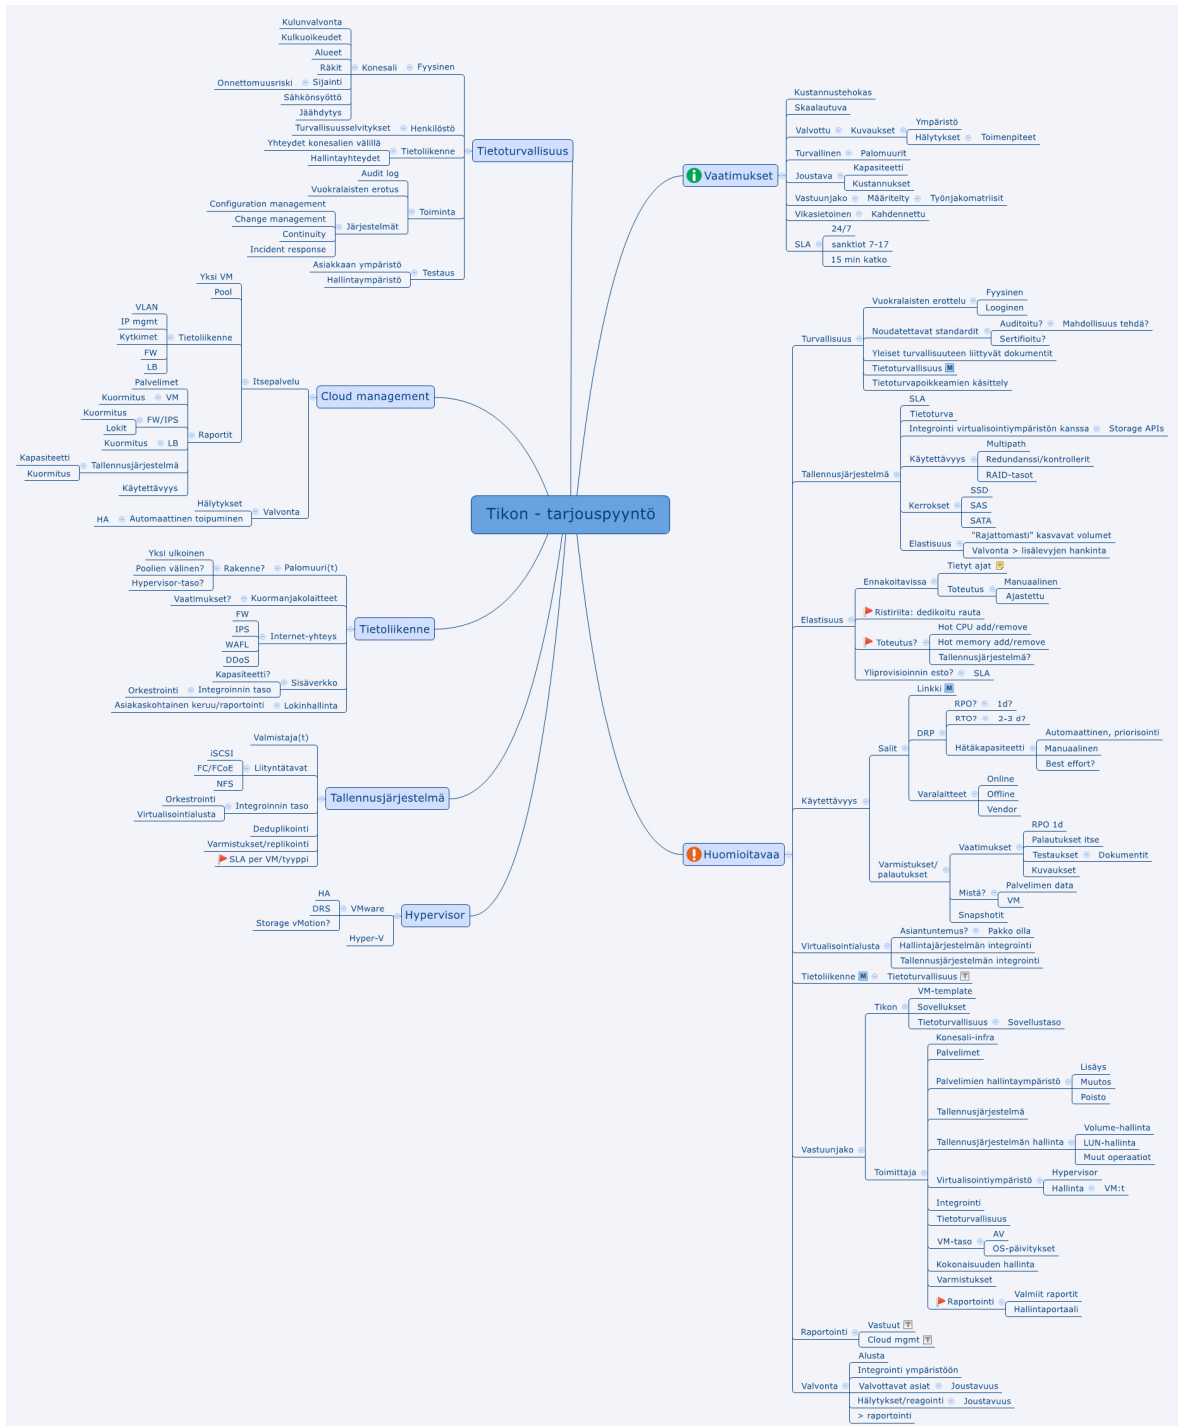 Tikon - tarjouspyyntö
Tietoturvallisuus
Fyysinen
Konesali
Kulunvalvonta
Kulkuoikeudet
Alueet
Räkit
Sijainti
Onnettomuusriski
Sähkönsyöttö
Jäähdytys
Henkilöstö
Turvallisuusselvitykset
Tietoliikenne
Yhteydet konesalien välillä
Hallintayhteydet
Toiminta
Audit log
Vuokralaisten erotus
Järjestelmät
Configuration management
Change management
Continuity
Incident response
Testaus
Asiakkaan ympäristö
Hallintaympäristö
Cloud management
Itsepalvelu
Yksi VM
Pool
Tietoliikenne
VLAN
IP mgmt
Kytkimet
FW
LB
Raportit
Palvelimet
VM
Kuormitus
FW/IPS
Kuormitus
Lokit
LB
Kuormitus
Tallennusjärjestelmä
Kapasiteetti
Kuormitus
Käytettävyys
Valvonta
Hälytykset
Automaattinen toipuminen
HA
Tietoliikenne
Palomuuri(t)
Rakenne?
Yksi ulkoinen
Poolien välinen?
Hypervisor-taso?
Kuormanjakolaitteet
Vaatimukset?
Internet-yhteys
FW
IPS
WAFL
DDoS
Sisäverkko
Kapasiteetti?
Integroinnin taso
Orkestrointi
Lokinhallinta
Asiakaskohtainen keruu/raportointi
Tallennusjärjestelmä
Valmistaja(t)
Liityntätavat
iSCSI
FC/FCoE
NFS
Integroinnin taso
Orkestrointi
Virtualisointialusta
Deduplikointi
Varmistukset/replikointi
SLA per VM/tyyppi
Hypervisor
VMware
HA
DRS
Storage vMotion?
Hyper-V
Vaatimukset
Kustannustehokas
Skaalautuva
Valvottu
Kuvaukset
Ympäristö
Hälytykset
Toimenpiteet
Turvallinen
Palomuurit
Joustava
Kapasiteetti
Kustannukset
Vastuunjako
Määritelty
Työnjakomatriisit
Vikasietoinen
Kahdennettu
SLA
24/7
sanktiot 7-17
15 min katko
Huomioitavaa
Turvallisuus
Vuokralaisten erottelu
Fyysinen
Looginen
Noudatettavat standardit
Auditoitu?
Mahdollisuus tehdä?
Sertifioitu?
Yleiset turvallisuuteen liittyvät dokumentit
Tietoturvallisuus M
Tietoturvapoikkeamien käsittely
Tallennusjärjestelmä
SLA
Tietoturva
Integrointi virtualisointiympäristön kanssa
Storage APIs
Käytettävyys
Multipath
Redundanssi/kontrollerit
RAID-tasot
Kerrokset
SSD
SAS
SATA
Elastisuus
"Rajattomasti" kasvavat volumet
Valvonta > lisälevyjen hankinta
Elastisuus
Ennakoitavissa
Tietyt ajat
Toteutus
Manuaalinen
Ajastettu
Ristiriita: dedikoitu rauta
Toteutus?
Hot CPU add/remove
Hot memory add/remove
Tallennusjärjestelmä?
Yliprovisioinnin esto?
SLA
Käytettävyys
Salit
Linkki M
DRP
RPO?
1d?
RTO?
2-3 d?
Hätäkapasiteetti
Automaattinen, priorisointi
Manuaalinen
Best effort?
Varalaitteet
Online
Offline
Vendor
Varmistukset/
palautukset
Vaatimukset
RPO 1d
Palautukset itse
Testaukset
Dokumentit
Kuvaukset
Mistä?
Palvelimen data
VM
Snapshotit
Virtualisointialusta
Asiantuntemus?
Pakko olla
Hallintajärjestelmän integrointi
Tallennusjärjestelmän integrointi
Tietoliikenne M
Tietoturvallisuus T
Vastuunjako
Tikon
VM-template
Sovellukset
Tietoturvallisuus
Sovellustaso
Toimittaja
Konesali-infra
Palvelimet
Palvelimien hallintaympäristö
Lisäys
Muutos
Poisto
Tallennusjärjestelmä
Tallennusjärjestelmän hallinta
Volume-hallinta
LUN-hallinta
Muut operaatiot
Virtualisointiympäristö
Hypervisor
Hallinta
VM:t
Integrointi
Tietoturvallisuus
VM-taso
AV
OS-päivitykset
Kokonaisuuden hallinta
Varmistukset
Raportointi
Valmiit raportit
Hallintaportaali
Raportointi
Vastuut T
Cloud mgmt T
Valvonta
Alusta
Integrointi ympäristöön
Valvottavat asiat
Joustavuus
Hälytykset/reagointi
Joustavuus
> raportointi